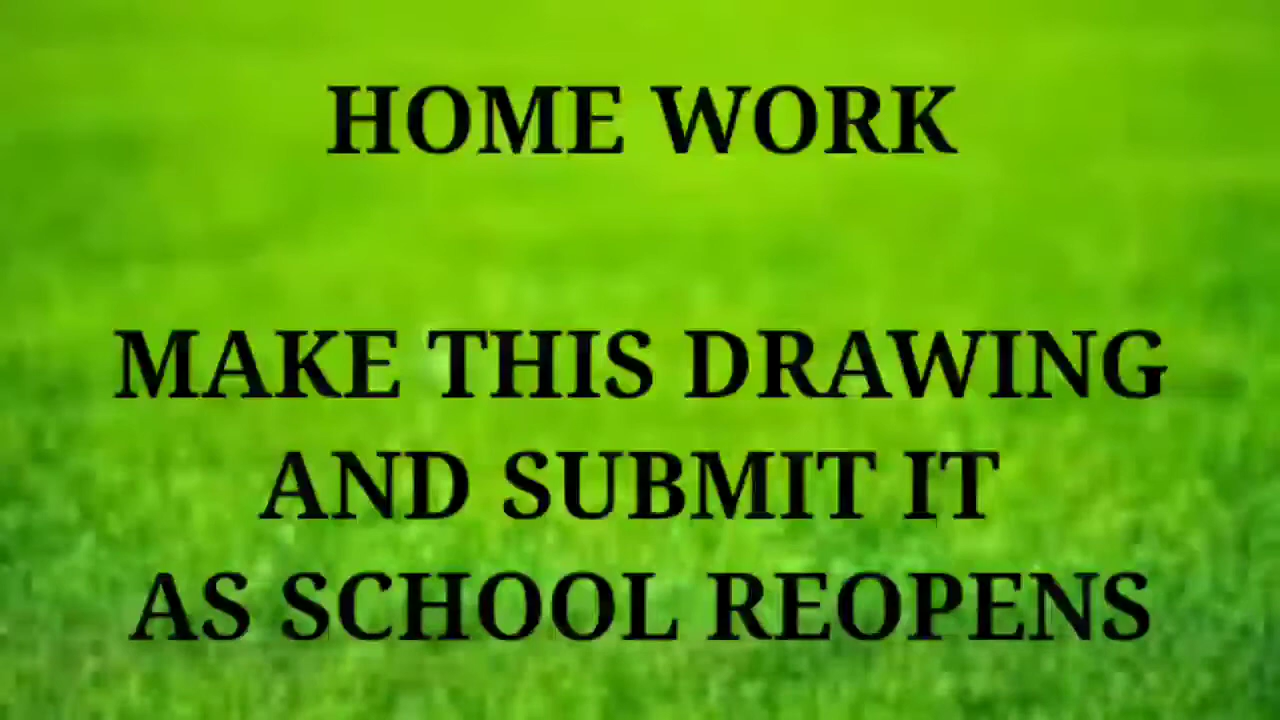 HOME WORK
MAKE THIS DRAWING
AND SUBMIT IT
AS SCHOOL REOPENS